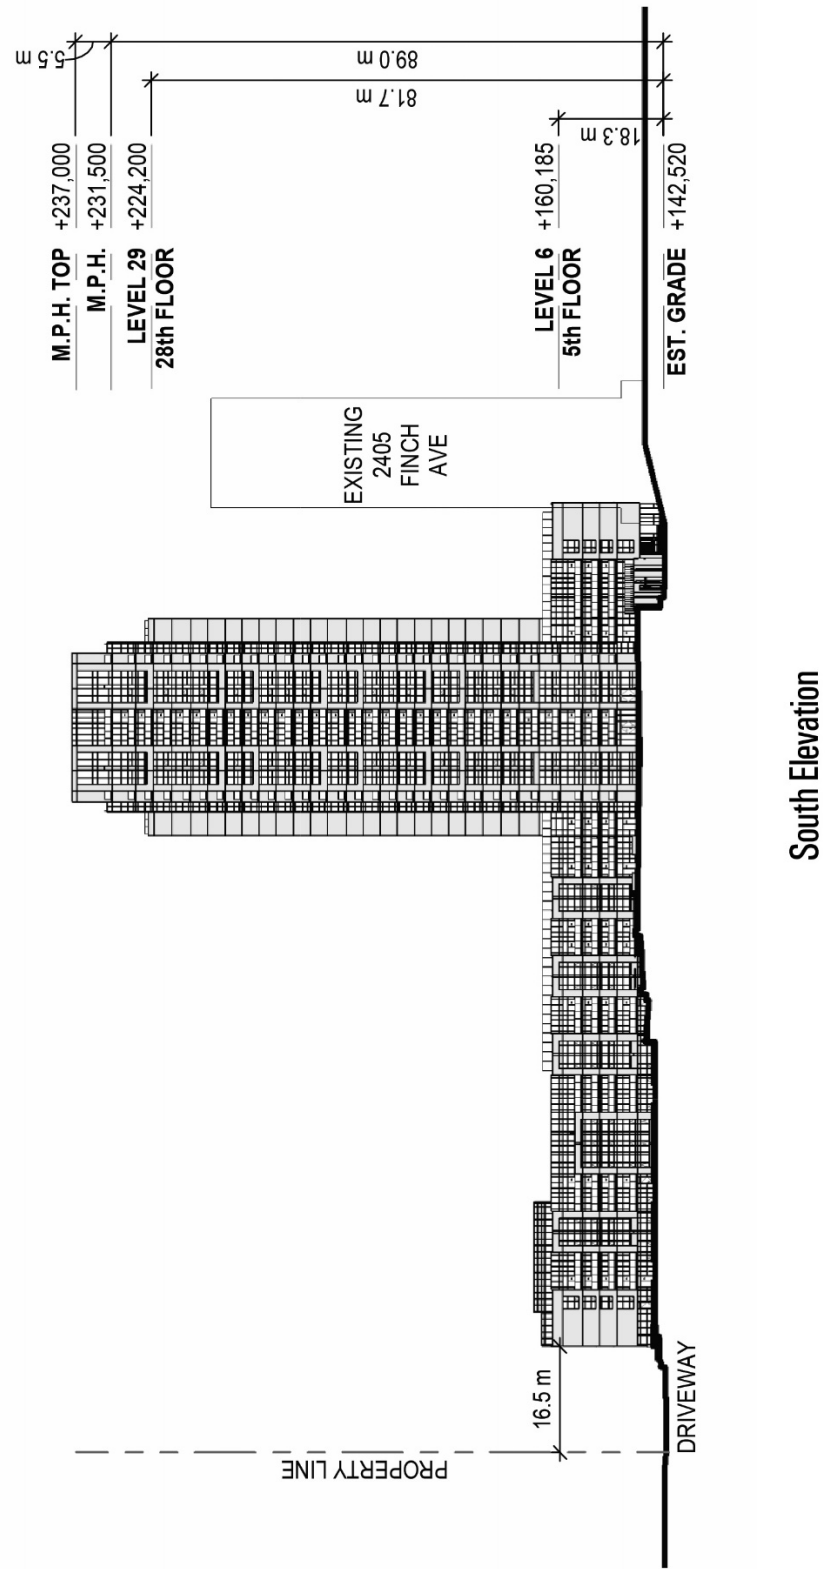 5.5 m
89.0 m
81.7 m
18.3 m
M.P.H. TOP +237,000
M.P.H. +231,500
LEVEL 29 +224,200
28th FLOOR
LEVEL 6 +160,185
5th FLOOR
EST. GRADE +142,520
EXISTING
2405
FINCH
AVE
16.5 m
PROPERTY LINE
DRIVEWAY
South Elevation